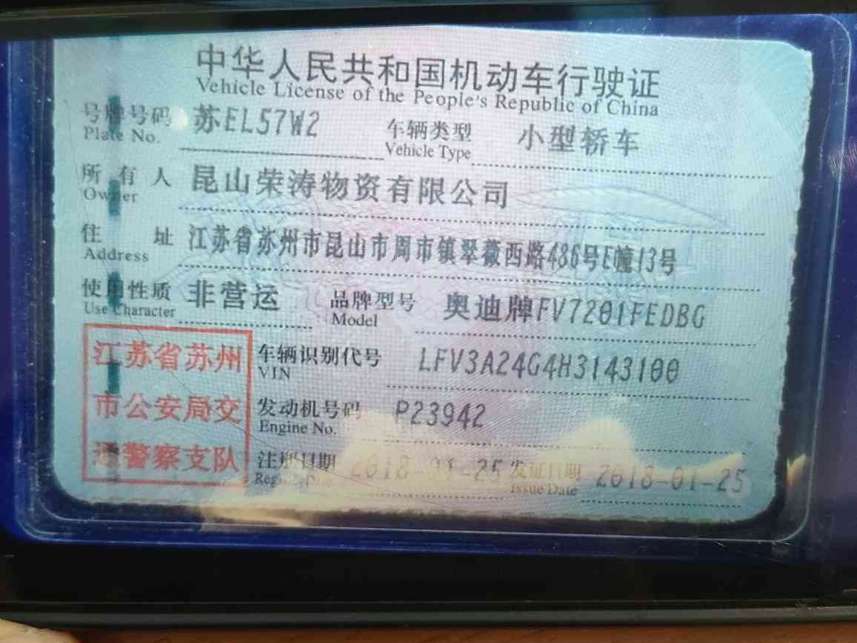 中华人民共和国机动车行驶证
Vehicle License of the People's Republic of China
号牌号码 苏EL57W2 车辆类型 小型轿车
Plate No. Vehicle Type
所有人 昆山荣涛物资有限公司
Owner
住址 江苏省苏州市昆山市周市镇翠薇西路486号E幢13号
Address
使用性质 非营运 品牌型号 奥迪牌FV7201FEDBG
Use Character Model
江苏省苏州
市公安局交
通警察支队
车辆识别代号 LFV3A24G4H3143100
VIN
发动机号码 P23942
Engine No.
注册日期 2018-01-25 发证日期 2018-01-25
Issue Date